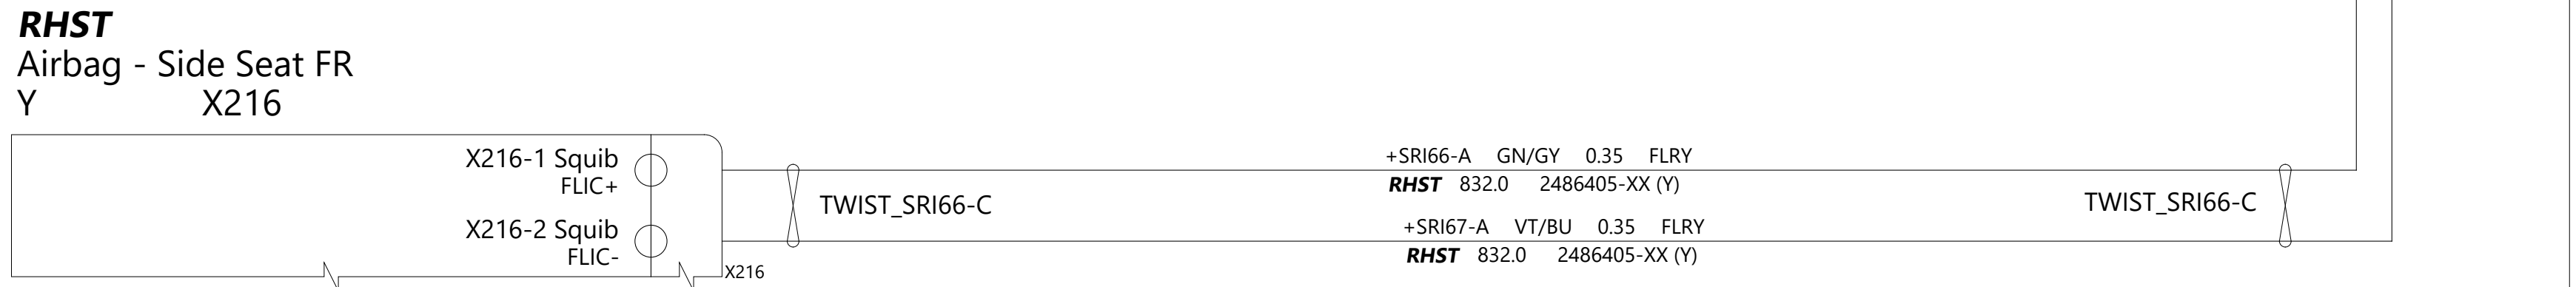 RHST
Airbag - Side Seat FR
Y X216
X216-1 Squib
FLIC+
X216-2 Squib
FLIC-
X216
TWIST_SRI66-C
+SRI66-A GN/GY 0.35 FLRY
RHST 832.0 2486405-XX (Y)
+SRI67-A VT/BU 0.35 FLRY
RHST 832.0 2486405-XX (Y)
TWIST_SRI66-C